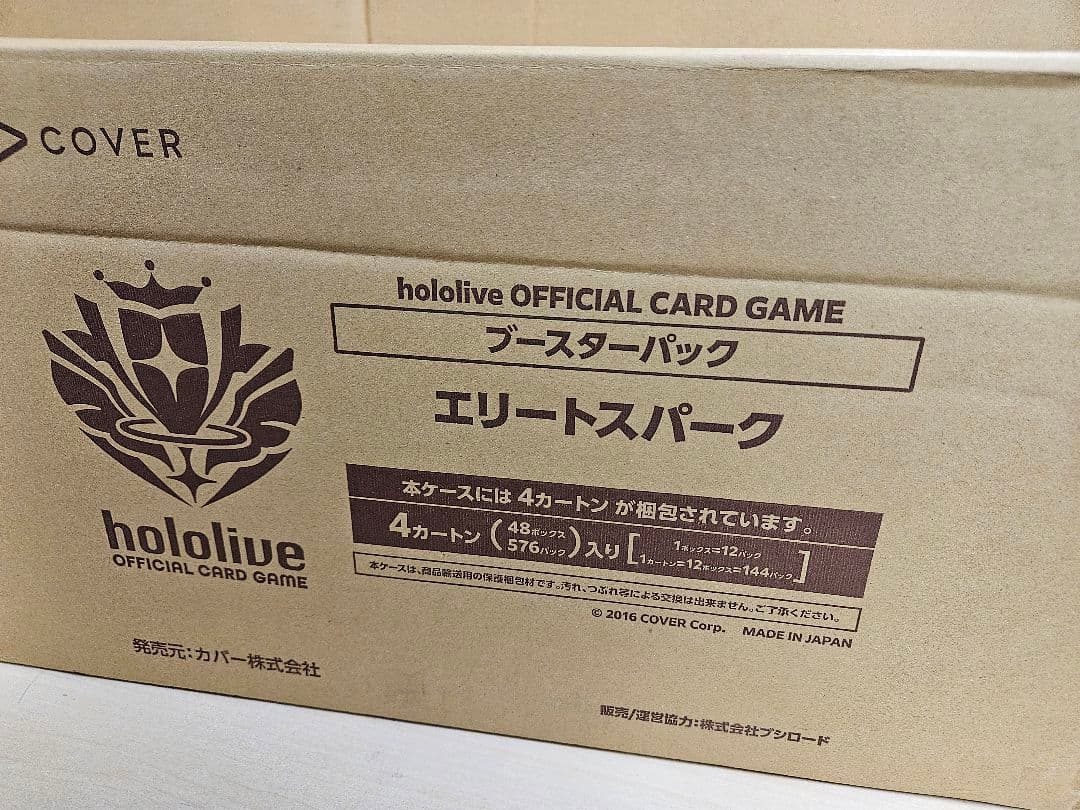 COVER
hololive OFFICIAL CARD GAME
ブースターパック
エリートスパーク
本ケースには 4カートン が梱包されています。
4カートン(48ボックス 576パック)入り[1ボックス=12パック 1カートン=12ボックス=144パック]
本ケースは、商品輸送用の保護梱包材です。汚れ、つぶれ等による交換は出来ません。ご了承ください。
© 2016 COVER Corp. MADE IN JAPAN
hololive
OFFICIAL CARD GAME
発売元:カバー株式会社
販売/運営協力:株式会社ブシロード